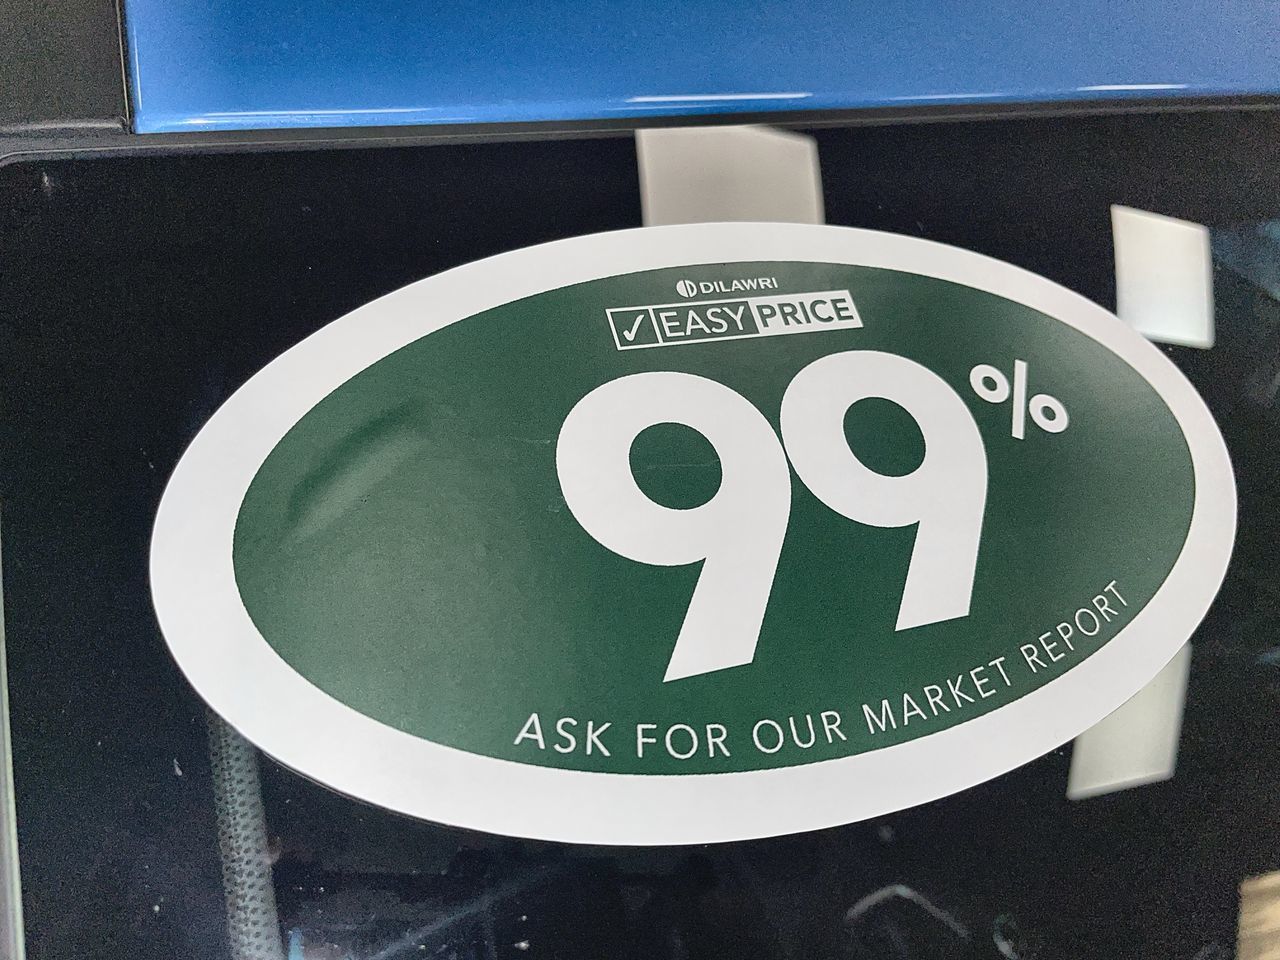 DILAWRI
✓ EASY PRICE
99%
ASK FOR OUR MARKET REPORT